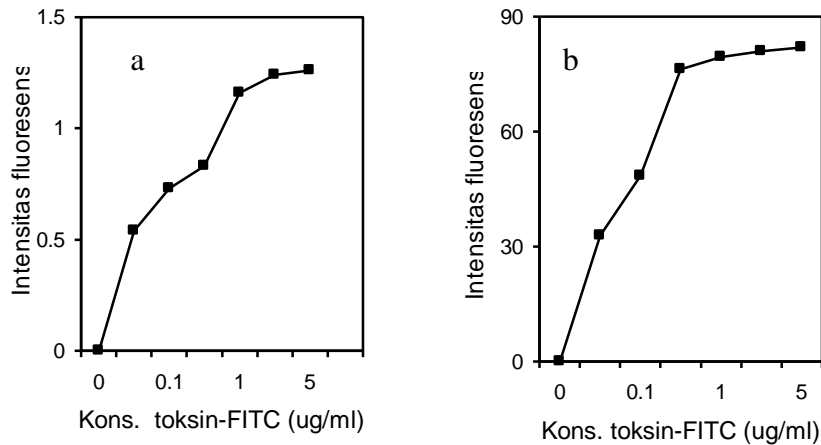 a
Intensitas fluoresens
1.5
1
0.5
0
0 0.1 1 5
Kons. toksin-FITC (ug/ml)
b
Intensitas fluoresens
90
60
30
0
0 0.1 1 5
Kons. toksin-FITC (ug/ml)